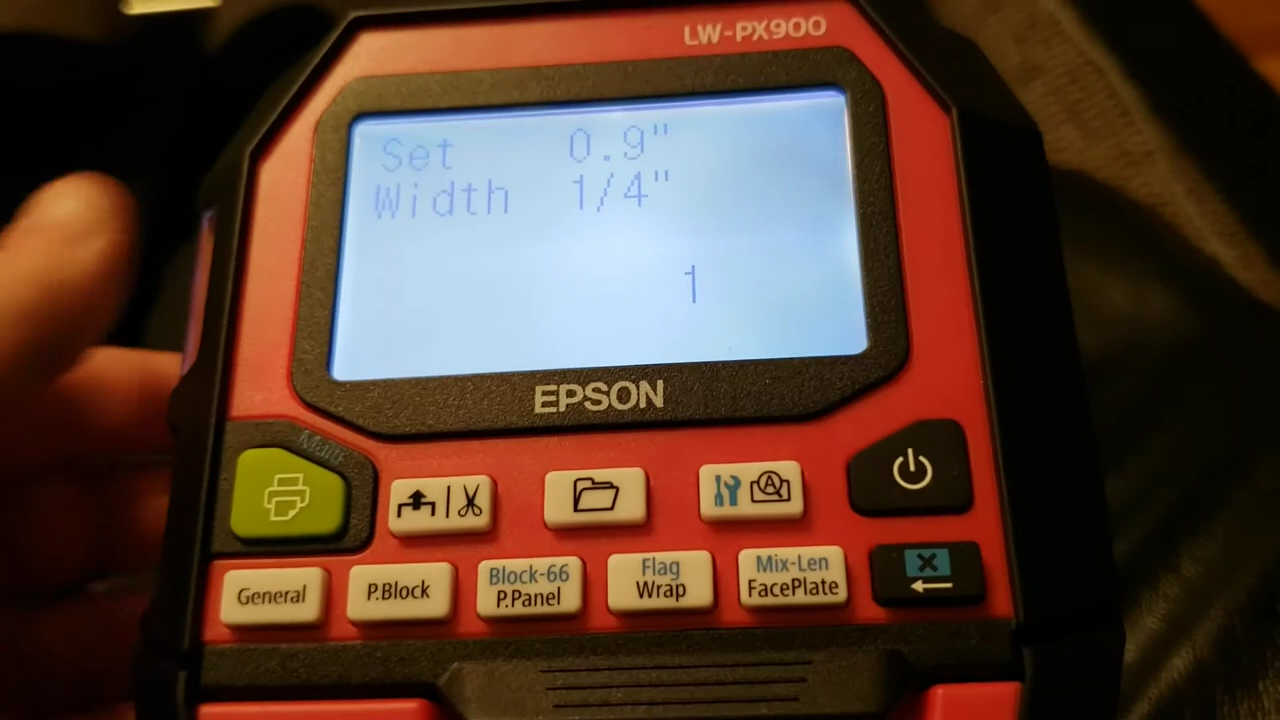 LW-PX900
Set 0.9"
Width 1/4"
1
EPSON
General
P.Block
Block-66
P.Panel
Flag
Wrap
Mix-Len
FacePlate